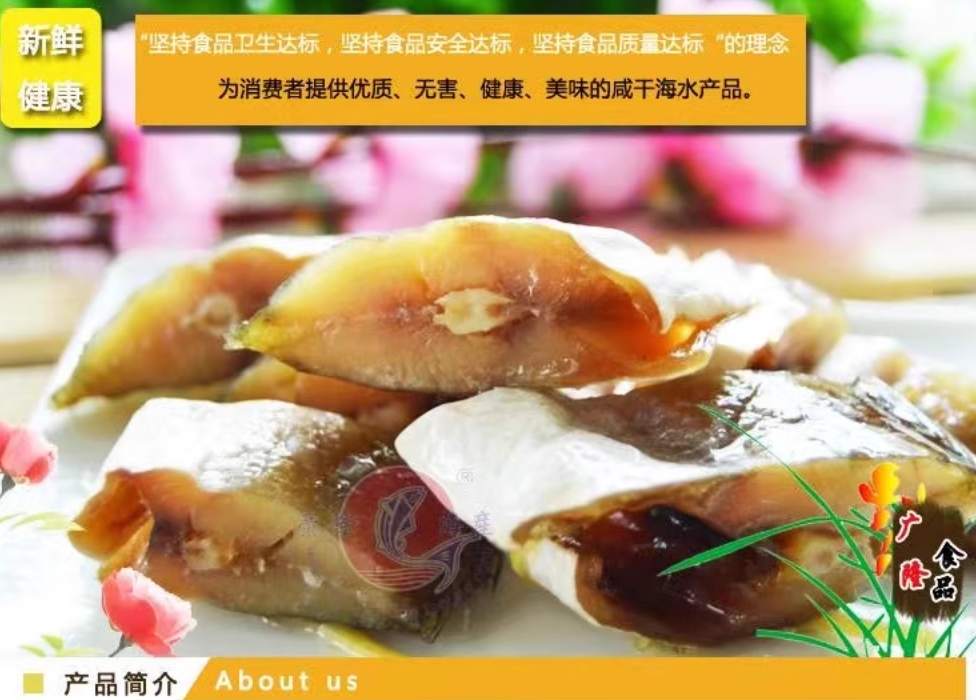 新鲜
健康
“坚持食品卫生达标，坚持食品安全达标，坚持食品质量达标“的理念
为消费者提供优质、无害、健康、美味的咸干海水产品。
广隆
食品
产品简介
About us